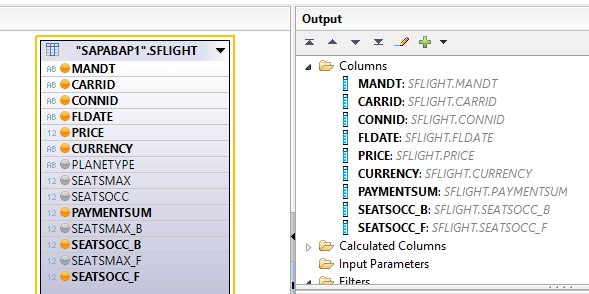 "SAPABAP1".SFLIGHT
AB MANDT
AB CARRID
AB CONNID
AB FLDATE
12 PRICE
AB CURRENCY
AB PLANETYPE
12 SEATSMAX
12 SEATSOCC
12 PAYMENTSUM
12 SEATSMAX_B
12 SEATSOCC_B
12 SEATSMAX_F
12 SEATSOCC_F
Output
Columns
MANDT: SFLIGHT.MANDT
CARRID: SFLIGHT.CARRID
CONNID: SFLIGHT.CONNID
FLDATE: SFLIGHT.FLDATE
PRICE: SFLIGHT.PRICE
CURRENCY: SFLIGHT.CURRENCY
PAYMENTSUM: SFLIGHT.PAYMENTSUM
SEATSOCC_B: SFLIGHT.SEATSOCC_B
SEATSOCC_F: SFLIGHT.SEATSOCC_F
Calculated Columns
Input Parameters
Filters